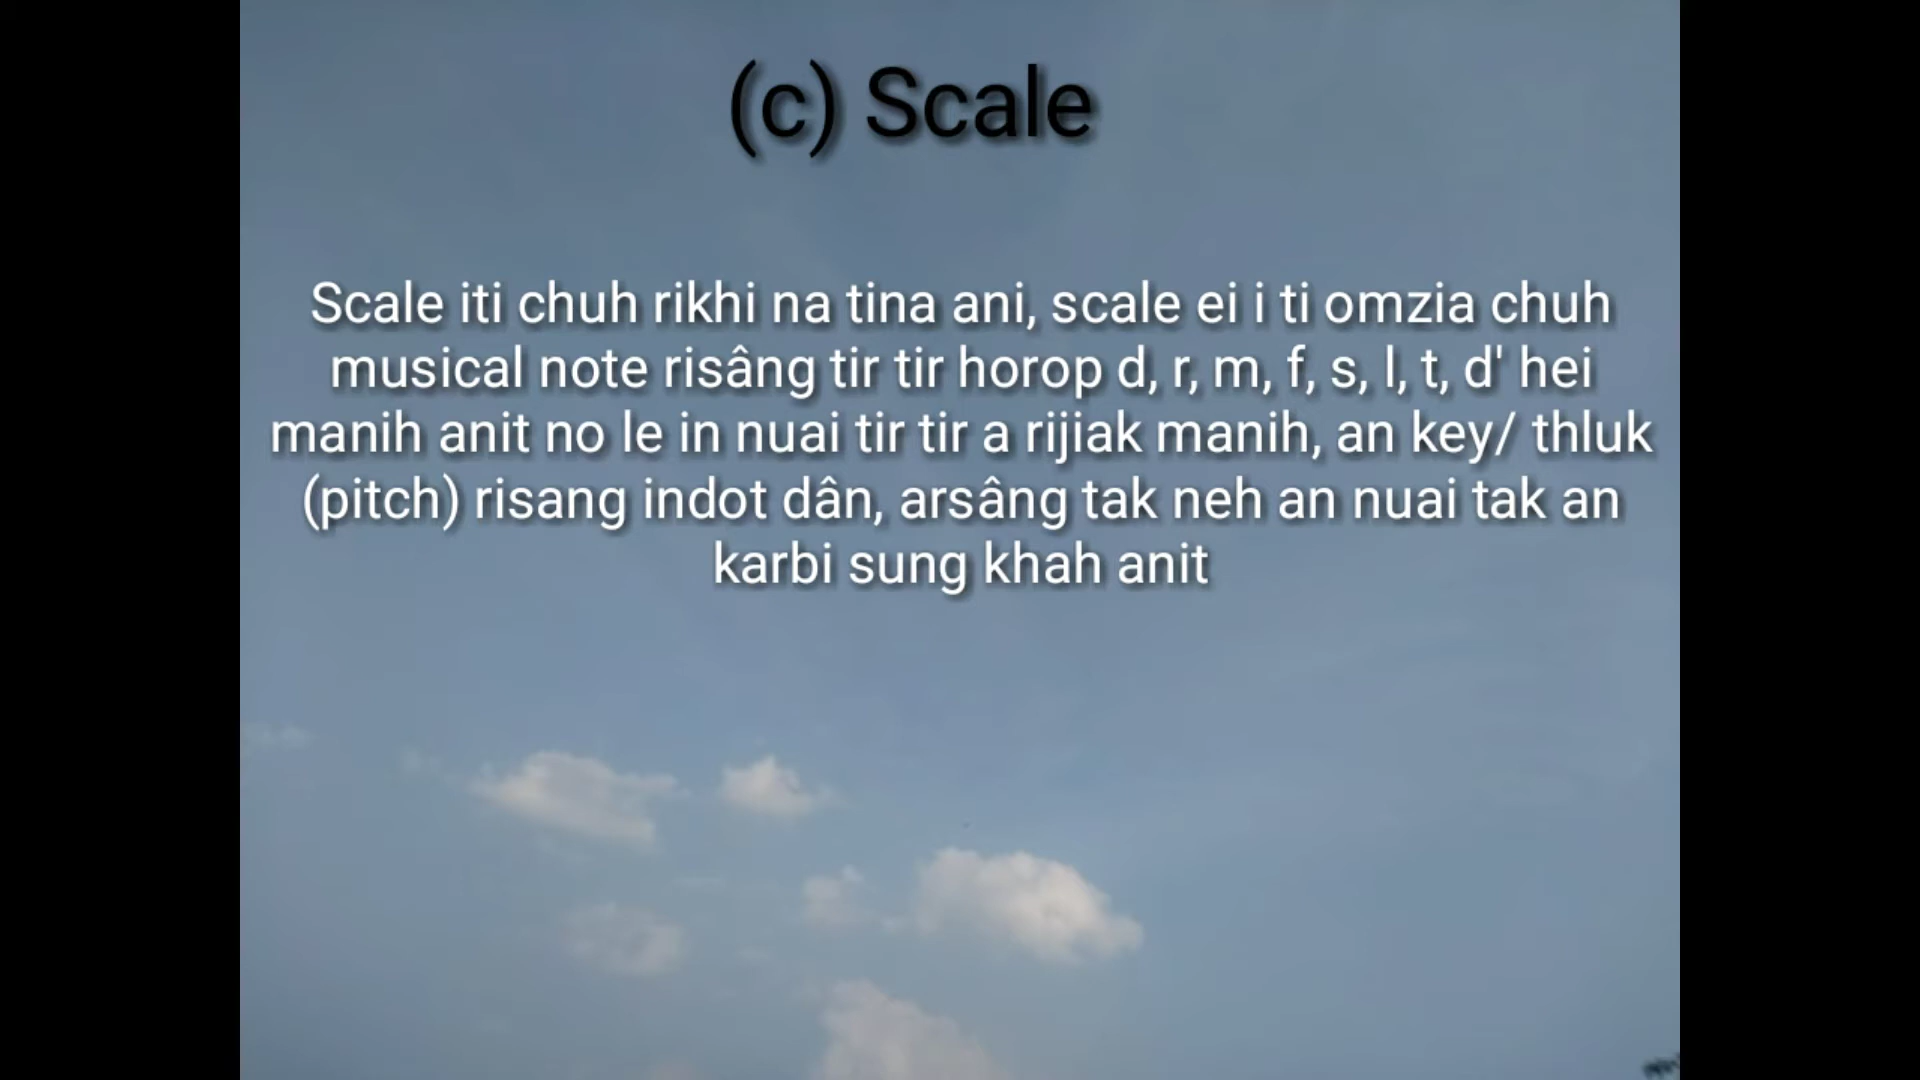 (c) Scale
Scale iti chuh rikhi na tina ani, scale ei i ti omzia chuh
musical note risâng tir tir horop d, r, m, f, s, l, t, d' hei
manih anit no le in nuai tir tir a rijiak manih, an key/ thluk
(pitch) risang indot dân, arsâng tak neh an nuai tak an
karbi sung khah anit